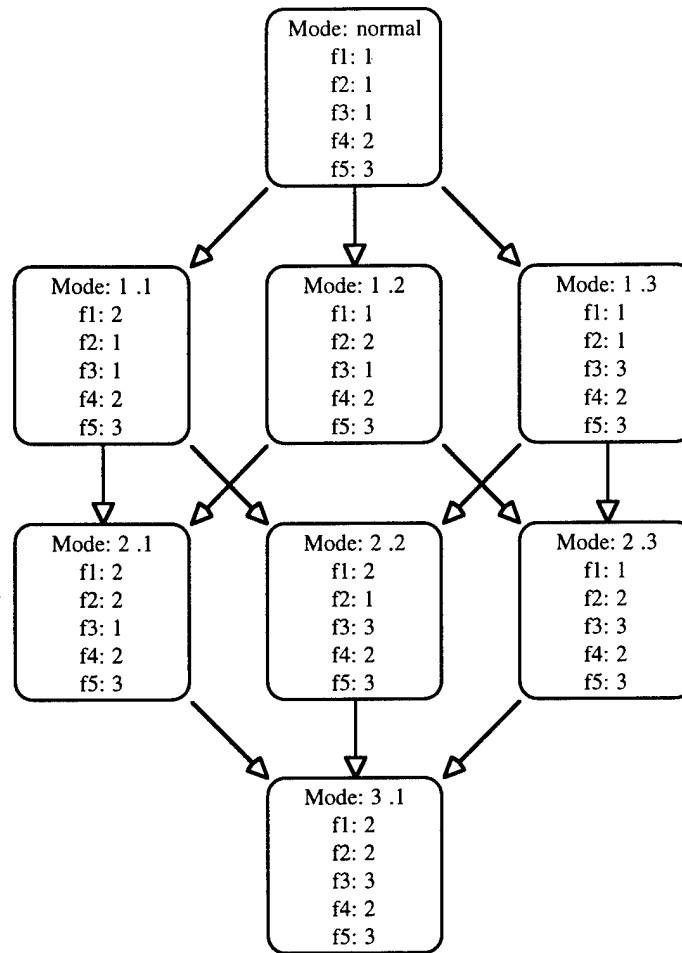 Mode: normal
f1: 1
f2: 1
f3: 1
f4: 2
f5: 3
Mode: 1 .1
f1: 2
f2: 1
f3: 1
f4: 2
f5: 3
Mode: 1 .2
f1: 1
f2: 2
f3: 1
f4: 2
f5: 3
Mode: 1 .3
f1: 1
f2: 1
f3: 3
f4: 2
f5: 3
Mode: 2 .1
f1: 2
f2: 2
f3: 1
f4: 2
f5: 3
Mode: 2 .2
f1: 2
f2: 1
f3: 3
f4: 2
f5: 3
Mode: 2 .3
f1: 1
f2: 2
f3: 3
f4: 2
f5: 3
Mode: 3 .1
f1: 2
f2: 2
f3: 3
f4: 2
f5: 3